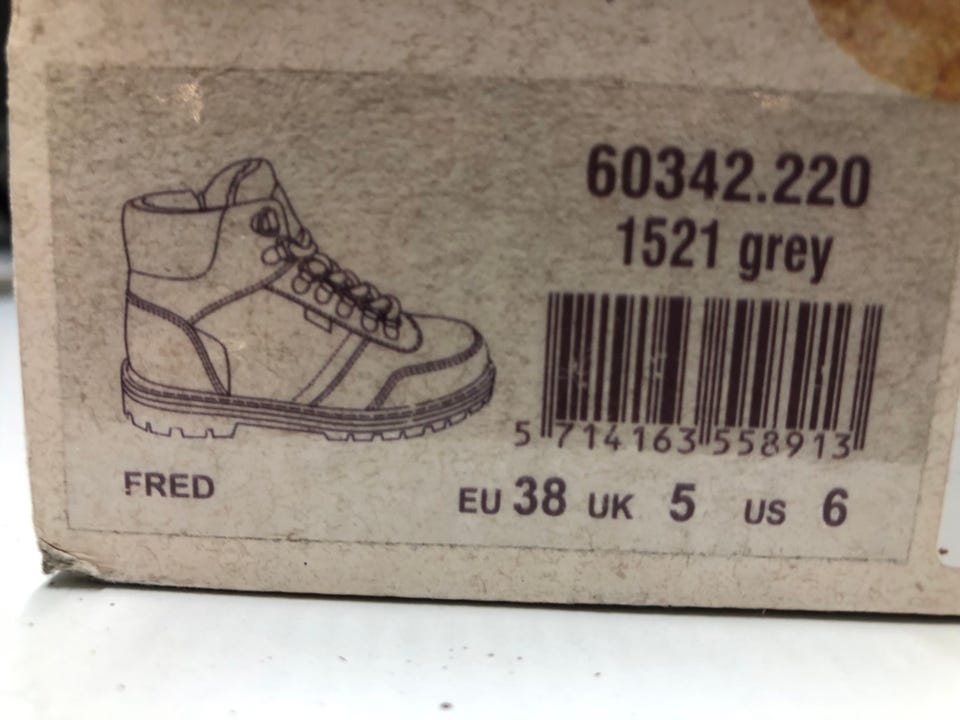 60342.220
1521 grey
5 714163 558913
FRED
EU 38 UK 5 US 6